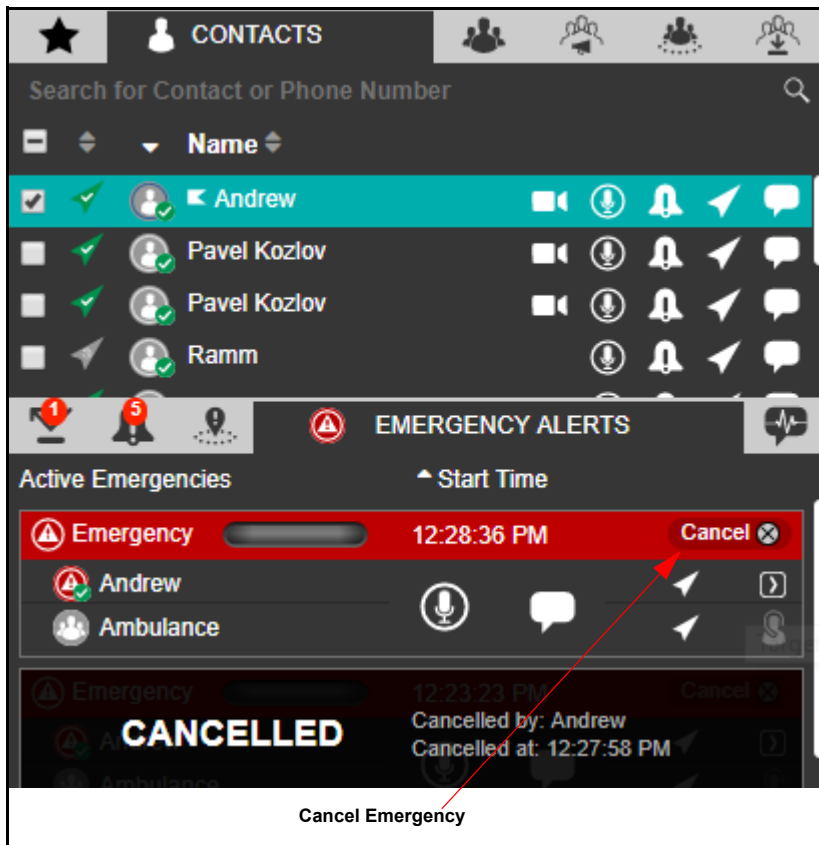 CONTACTS
Search for Contact or Phone Number
Name
Andrew
Pavel Kozlov
Pavel Kozlov
Ramm
1 5 EMERGENCY ALERTS
Active Emergencies Start Time
Emergency 12:28:36 PM Cancel
Andrew
Ambulance
Emergency 12:23:23 PM Cancel
CANCELLED
Cancelled by: Andrew
Cancelled at: 12:27:58 PM
Ambulance
Cancel Emergency